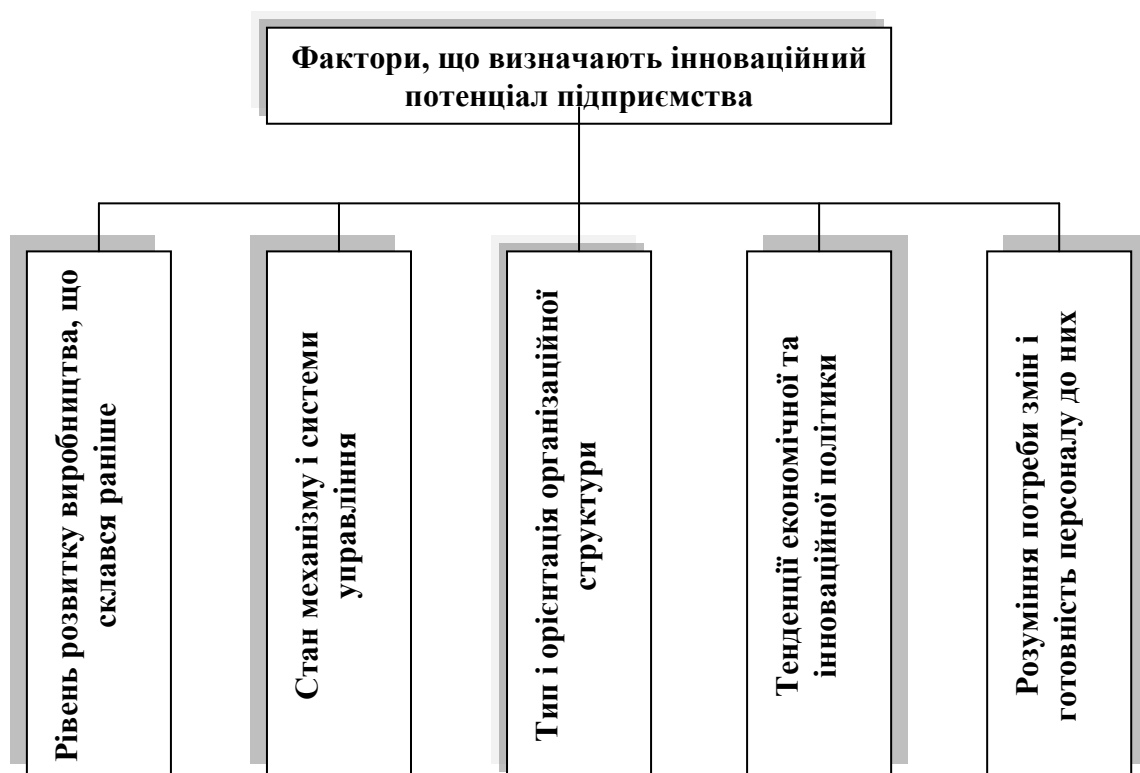 Фактори, що визначають інноваційний
потенціал підприємства
Рівень розвитку виробництва, що
склався раніше
Стан механізму і системи
управління
Тип і орієнтація організаційної
структури
Тенденції економічної та
інноваційної політики
Розуміння потреби змін і
готовність персоналу до них